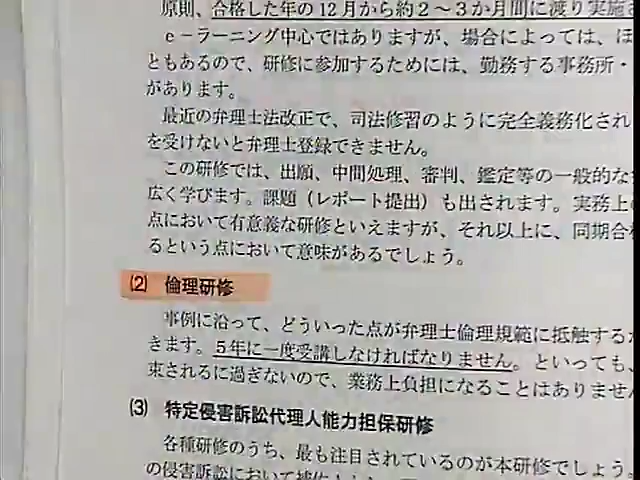 原則、合格した年の12月から約2〜3か月間に渡り実施
e−ラーニング中心ではありますが、場合によっては、ほ
ともあるので、研修に参加するためには、勤務する事務所・
があります。
最近の弁理士法改正で、司法修習のように完全義務化され
を受けないと弁理士登録できません。
この研修では、出願、中間処理、審判、鑑定等の一般的な
広く学びます。課題（レポート提出）も出されます。実務上
点において有意義な研修といえますが、それ以上に、同期合
るという点において意味があるでしょう。
(2) 倫理研修
事例に沿って、どういった点が弁理士倫理規範に抵触する
きます。5年に一度受講しなければなりません。といっても、
束されるに過ぎないので、業務上負担になることはありませ
(3) 特定侵害訴訟代理人能力担保研修
各種研修のうち、最も注目されているのが本研修でしょう。
の侵害訴訟において補佐